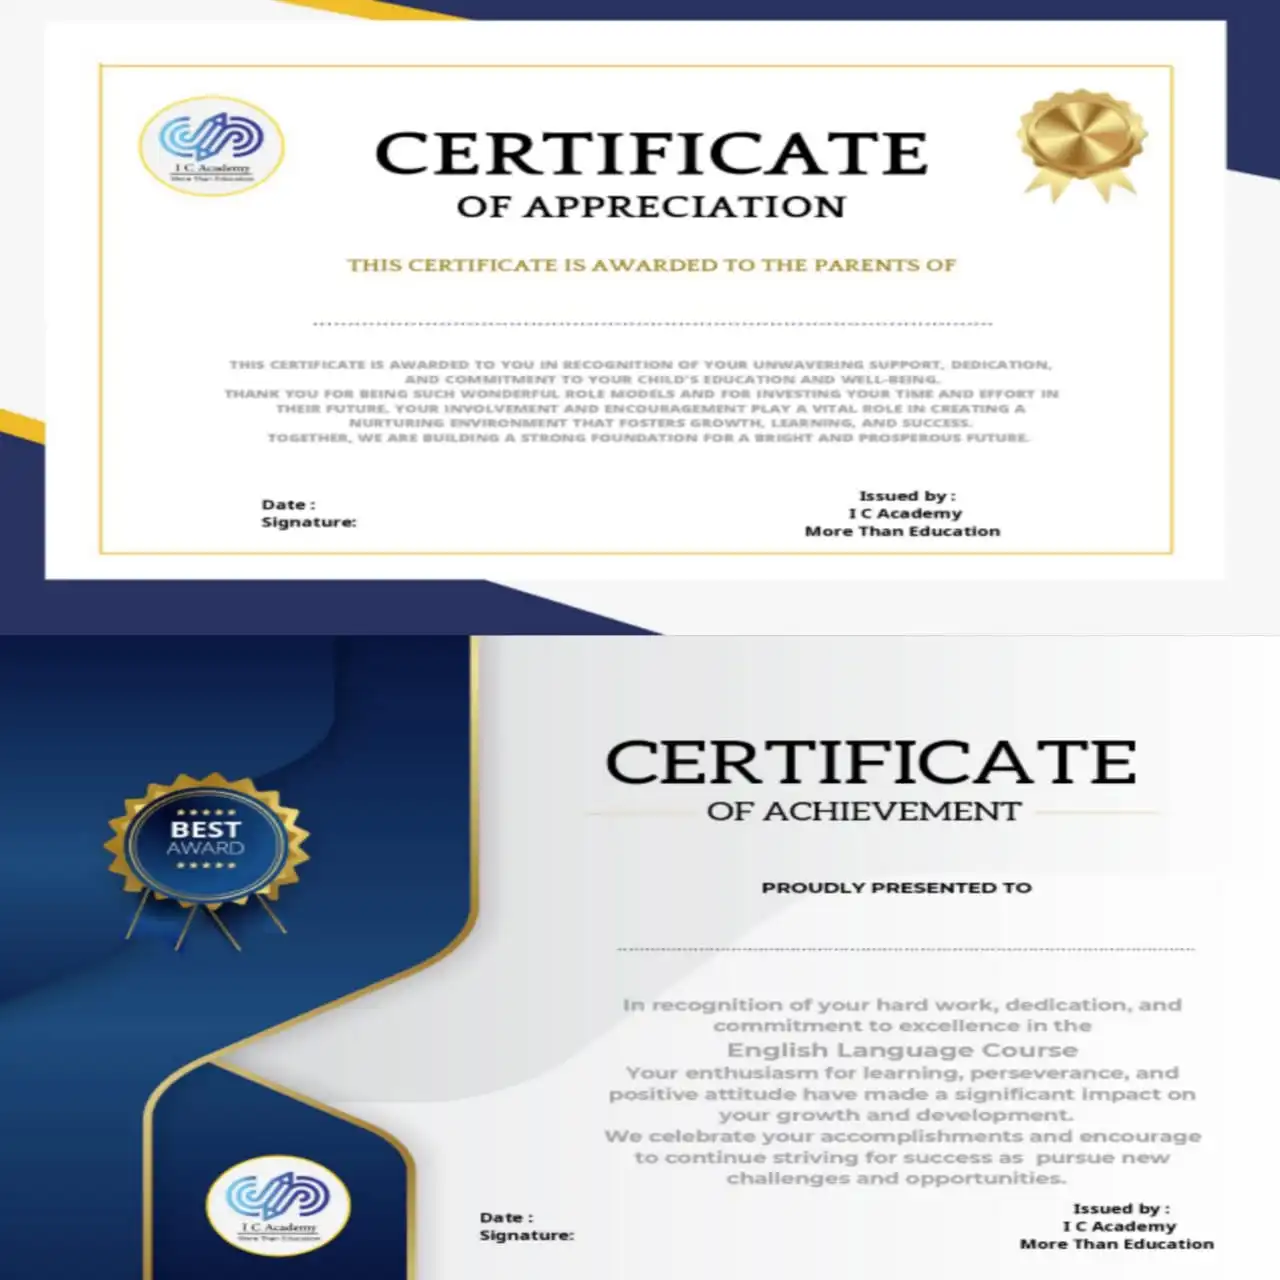 I C Academy
More Than Education
CERTIFICATE
OF APPRECIATION
THIS CERTIFICATE IS AWARDED TO THE PARENTS OF
THIS CERTIFICATE IS AWARDED TO YOU IN RECOGNITION OF YOUR UNWAVERING SUPPORT, DEDICATION,
AND COMMITMENT TO YOUR CHILD'S EDUCATION AND WELL-BEING.
THANK YOU FOR BEING SUCH WONDERFUL ROLE MODELS AND FOR INVESTING YOUR TIME AND EFFORT IN
THEIR FUTURE. YOUR INVOLVEMENT AND ENCOURAGEMENT PLAY A VITAL ROLE IN CREATING A
NURTURING ENVIRONMENT THAT FOSTERS GROWTH, LEARNING, AND SUCCESS.
TOGETHER, WE ARE BUILDING A STRONG FOUNDATION FOR A BRIGHT AND PROSPEROUS FUTURE.
Date :
Signature:
Issued by :
I C Academy
More Than Education
BEST
AWARD
CERTIFICATE
OF ACHIEVEMENT
PROUDLY PRESENTED TO
In recognition of your hard work, dedication, and
commitment to excellence in the
English Language Course
Your enthusiasm for learning, perseverance, and
positive attitude have made a significant impact on
your growth and development.
We celebrate your accomplishments and encourage
to continue striving for success as pursue new
challenges and opportunities.
I C Academy
More Than Education
Date :
Signature:
Issued by :
I C Academy
More Than Education